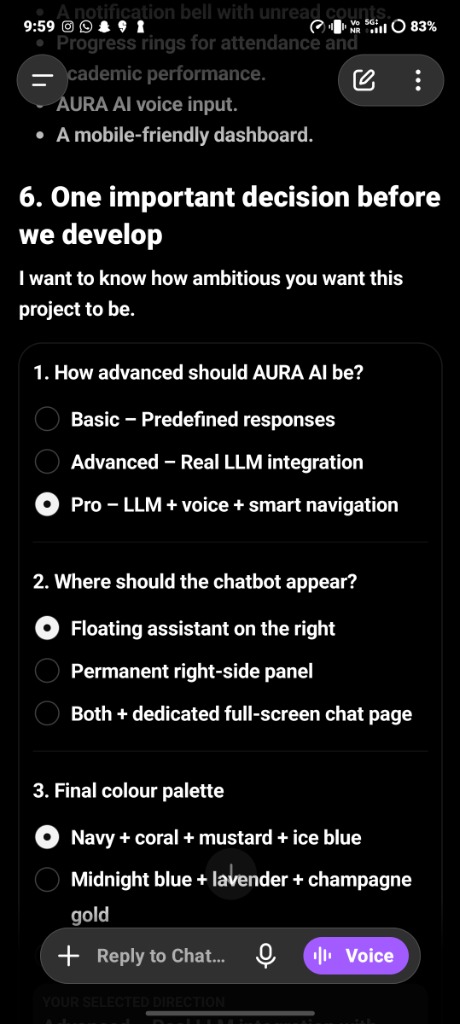 A notification bell with unread counts.
9:59
Vo 5G
NR
83%
Progress rings for attendance and
cademic performance.
AURA AI voice input.
A mobile-friendly dashboard.
6. One important decision before
we develop
I want to know how ambitious you want this
project to be.
1. How advanced should AURA AI be?
Basic – Predefined responses
Advanced – Real LLM integration
Pro – LLM + voice + smart navigation
2. Where should the chatbot appear?
Floating assistant on the right
Permanent right-side panel
Both + dedicated full-screen chat page
3. Final colour palette
Navy + coral + mustard + ice blue
Midnight blue + lavender + champagne
gold
Reply to Chat...
Voice
YOUR SELECTED DIRECTION